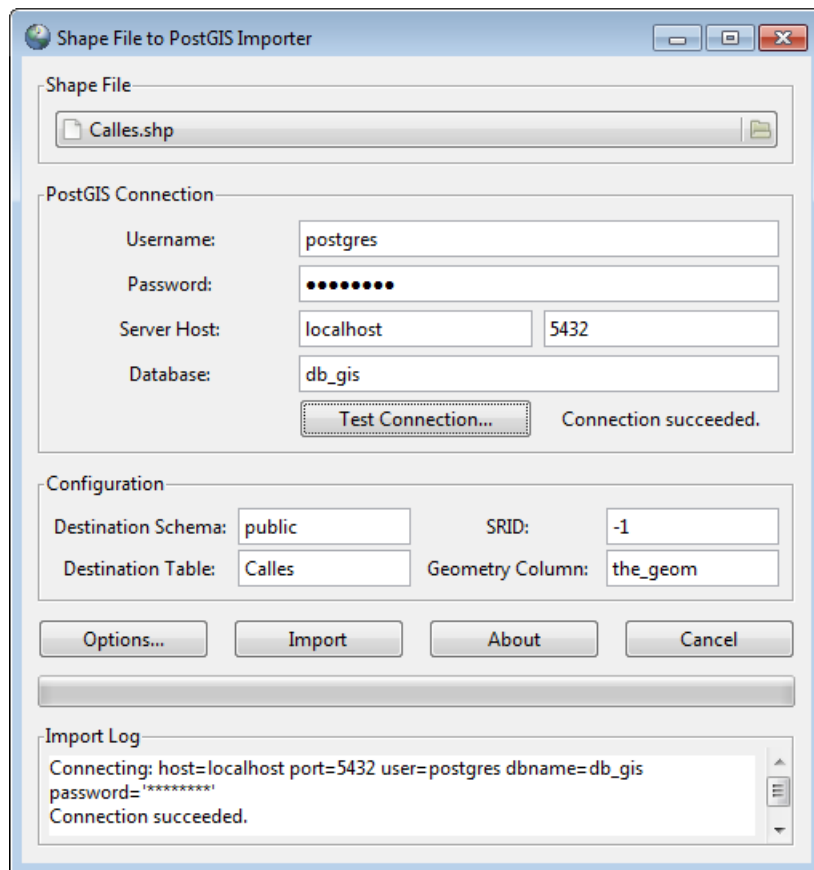 Shape File to PostGIS Importer
Shape File
Calles.shp
PostGIS Connection
Username: postgres
Password: ●●●●●●●●
Server Host: localhost 5432
Database: db_gis
Test Connection... Connection succeeded.
Configuration
Destination Schema: public SRID: -1
Destination Table: Calles Geometry Column: the_geom
Options... Import About Cancel
Import Log
Connecting: host=localhost port=5432 user=postgres dbname=db_gis
password='********'
Connection succeeded.